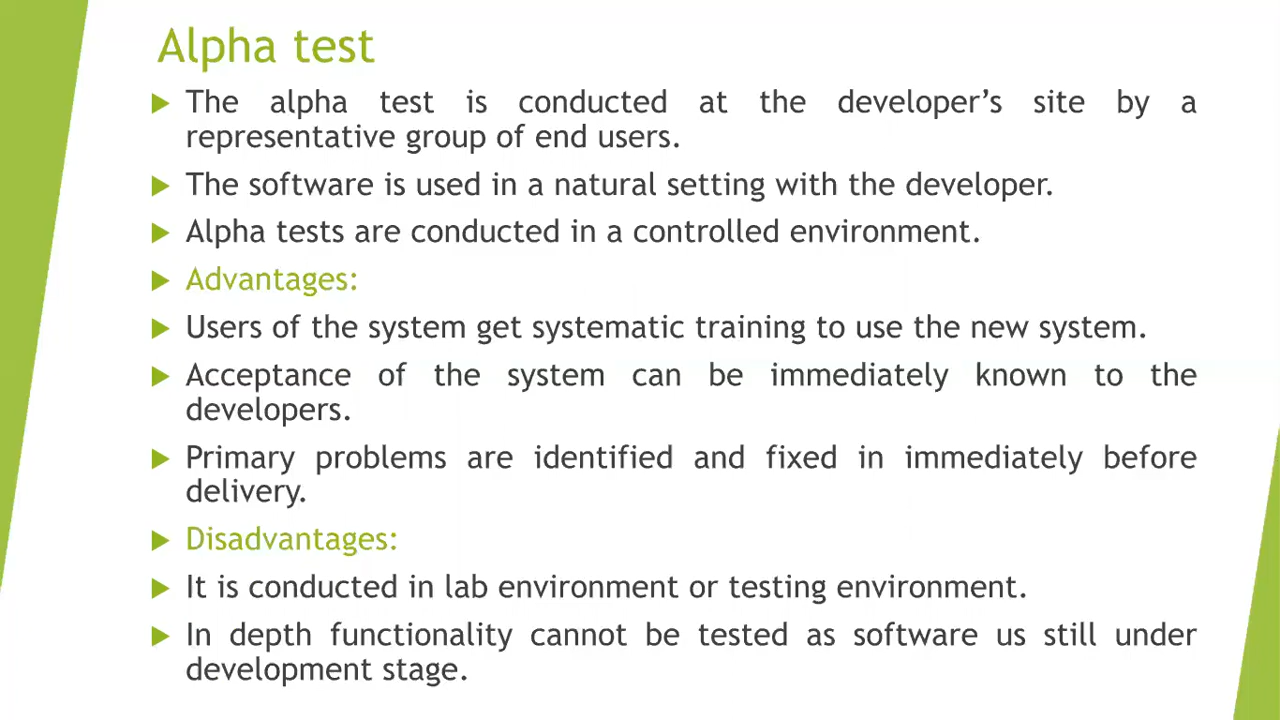 Alpha test
The alpha test is conducted at the developer’s site by a
representative group of end users.
The software is used in a natural setting with the developer.
Alpha tests are conducted in a controlled environment.
Advantages:
Users of the system get systematic training to use the new system.
Acceptance of the system can be immediately known to the
developers.
Primary problems are identified and fixed in immediately before
delivery.
Disadvantages:
It is conducted in lab environment or testing environment.
In depth functionality cannot be tested as software us still under
development stage.